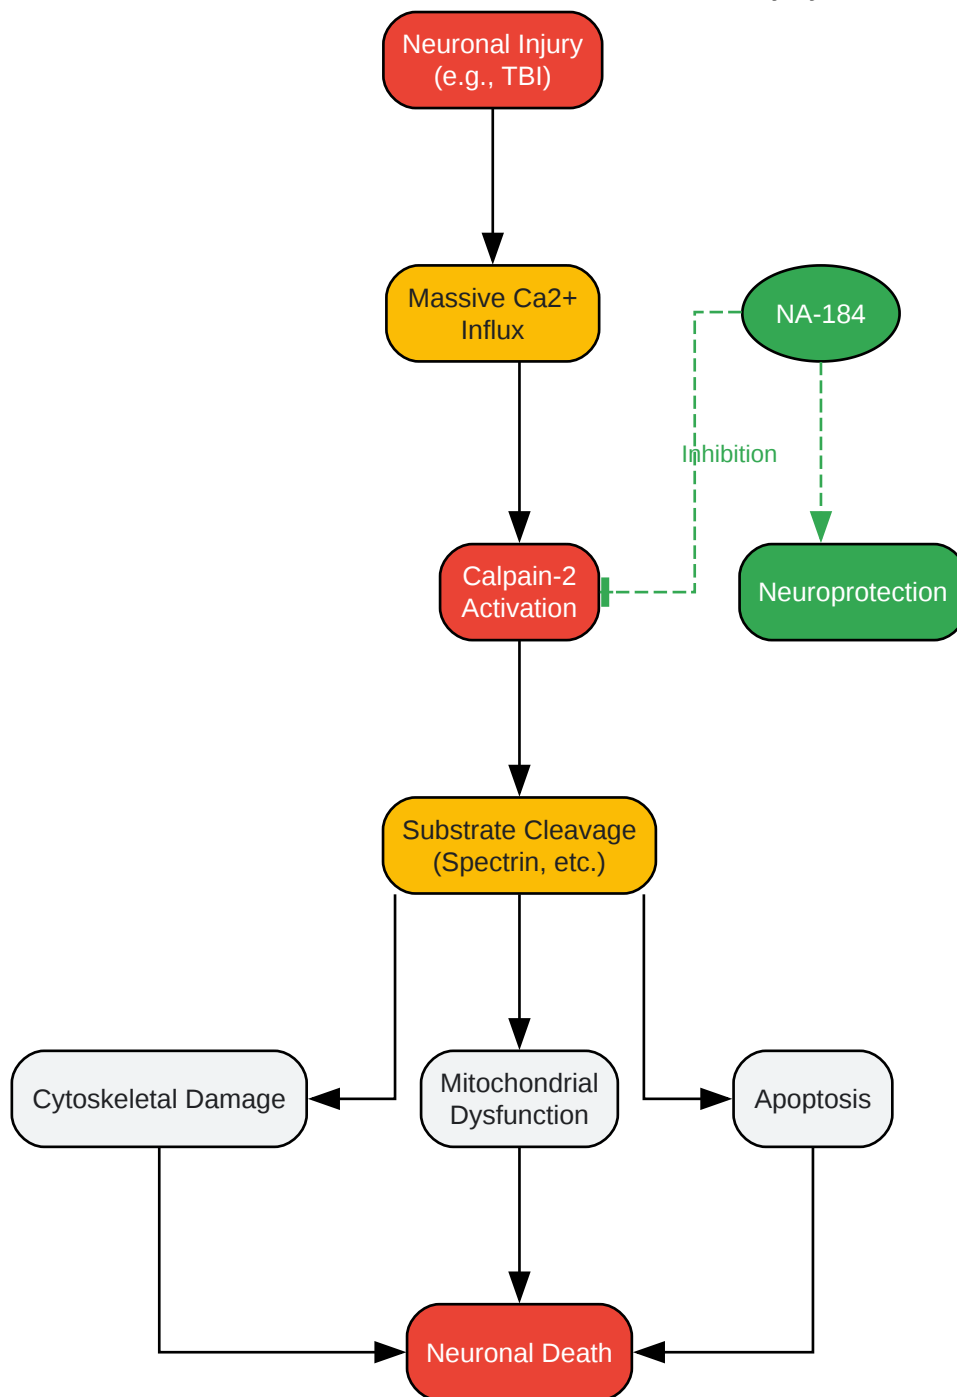 Neuronal Injury
(e.g., TBI)
Massive Ca2+
Influx
NA-184
Inhibition
Calpain-2
Activation
Neuroprotection
Substrate Cleavage
(Spectrin, etc.)
Cytoskeletal Damage
Mitochondrial
Dysfunction
Apoptosis
Neuronal Death